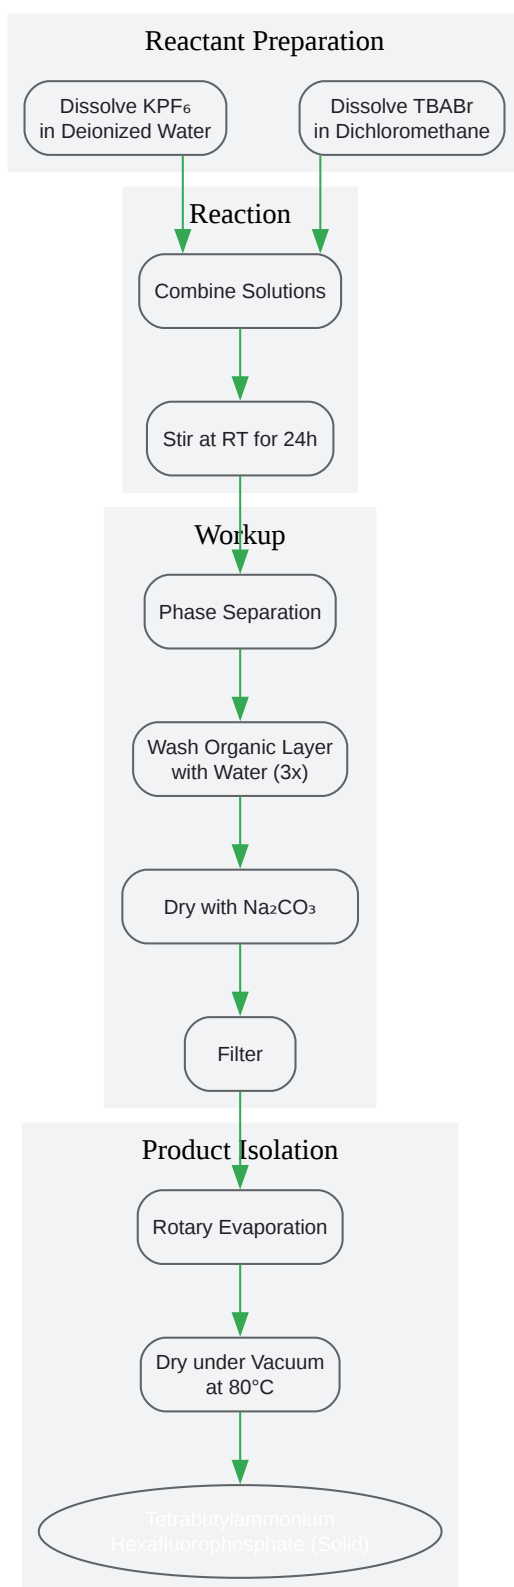 Reactant Preparation
Dissolve KPF₆
in Deionized Water
Dissolve TBABr
in Dichloromethane
Reaction
Combine Solutions
Stir at RT for 24h
Workup
Phase Separation
Wash Organic Layer
with Water (3x)
Dry with Na₂CO₃
Filter
Product Isolation
Rotary Evaporation
Dry under Vacuum
at 80°C
Tetrabutylammonium
Hexafluorophosphate (Solid)